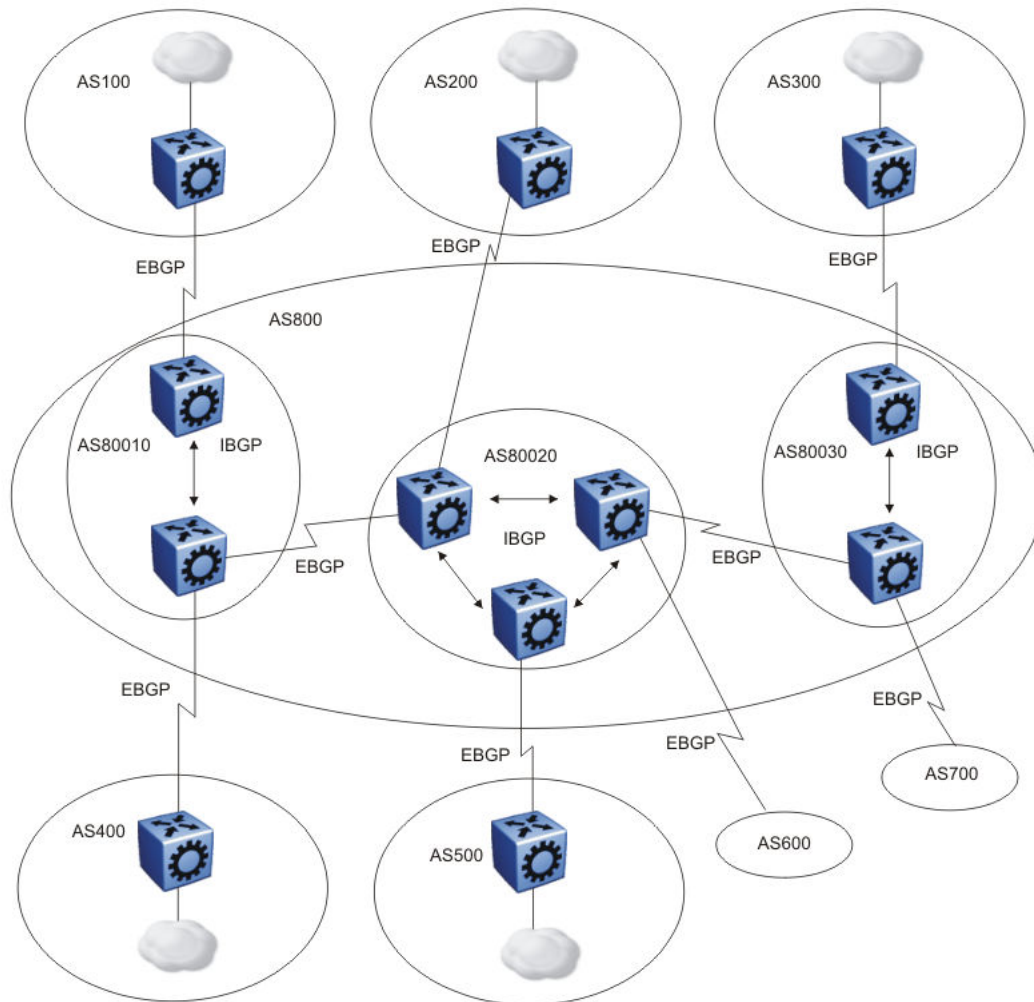 AS100
AS200
AS300
EBGP
EBGP
EBGP
AS800
AS80010
IBGP
AS80020
AS80030
IBGP
IBGP
EBGP
EBGP
EBGP
EBGP
EBGP
EBGP
AS700
AS400
AS500
AS600